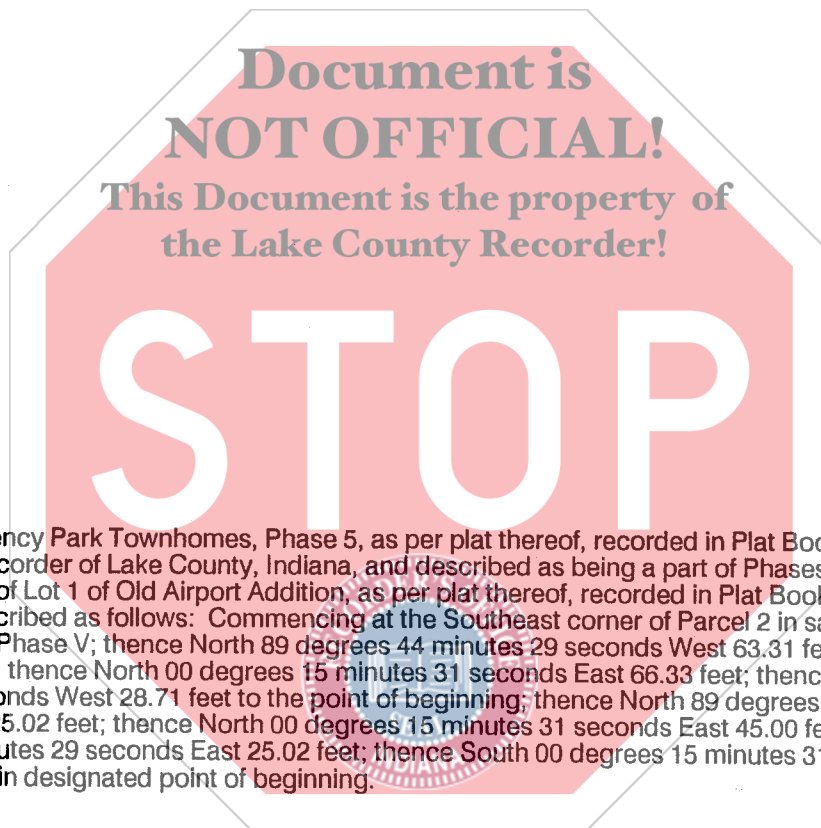 Document is
NOT OFFICIAL!
This Document is the property of
the Lake County Recorder!
STOP
ncy Park Townhomes, Phase 5, as per plat thereof, recorded in Plat Boo
corder of Lake County, Indiana, and described as being a part of Phases
of Lot 1 of Old Airport Addition, as per plat thereof, recorded in Plat Book
cribed as follows: Commencing at the Southeast corner of Parcel 2 in sa
Phase V; thence North 89 degrees 44 minutes 29 seconds West 63.31 fe
thence North 00 degrees 15 minutes 31 seconds East 66.33 feet; thenc
onds West 28.71 feet to the point of beginning; thence North 89 degrees
5.02 feet; thence North 00 degrees 15 minutes 31 seconds East 45.00 fe
utes 29 seconds East 25.02 feet; thence South 00 degrees 15 minutes 31
in designated point of beginning.
RECORDER'S OFFICE
INDIANA